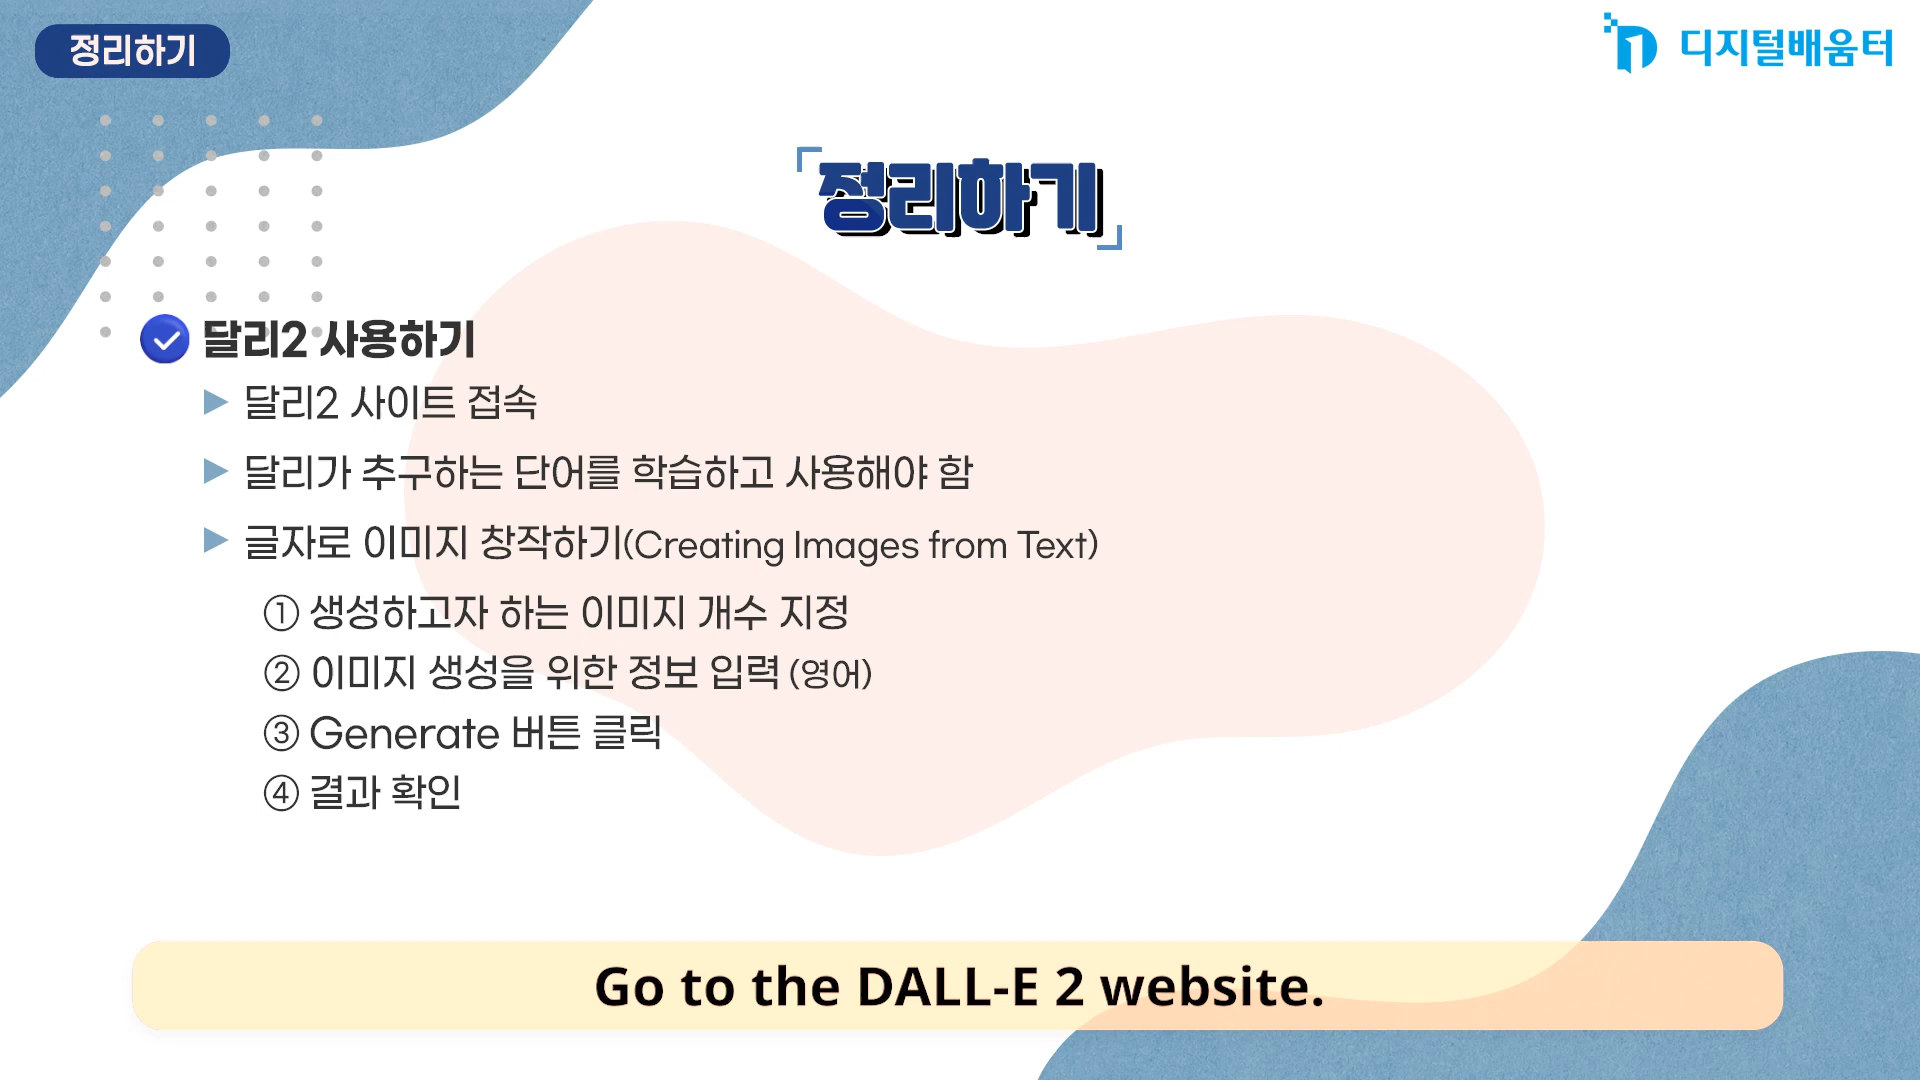 정리하기
디지털배움터
정리하기
달리2 사용하기
▶ 달리2 사이트 접속
▶ 달리가 추구하는 단어를 학습하고 사용해야 함
▶ 글자로 이미지 창작하기(Creating Images from Text)
① 생성하고자 하는 이미지 개수 지정
② 이미지 생성을 위한 정보 입력 (영어)
③ Generate 버튼 클릭
④ 결과 확인
Go to the DALL-E 2 website.